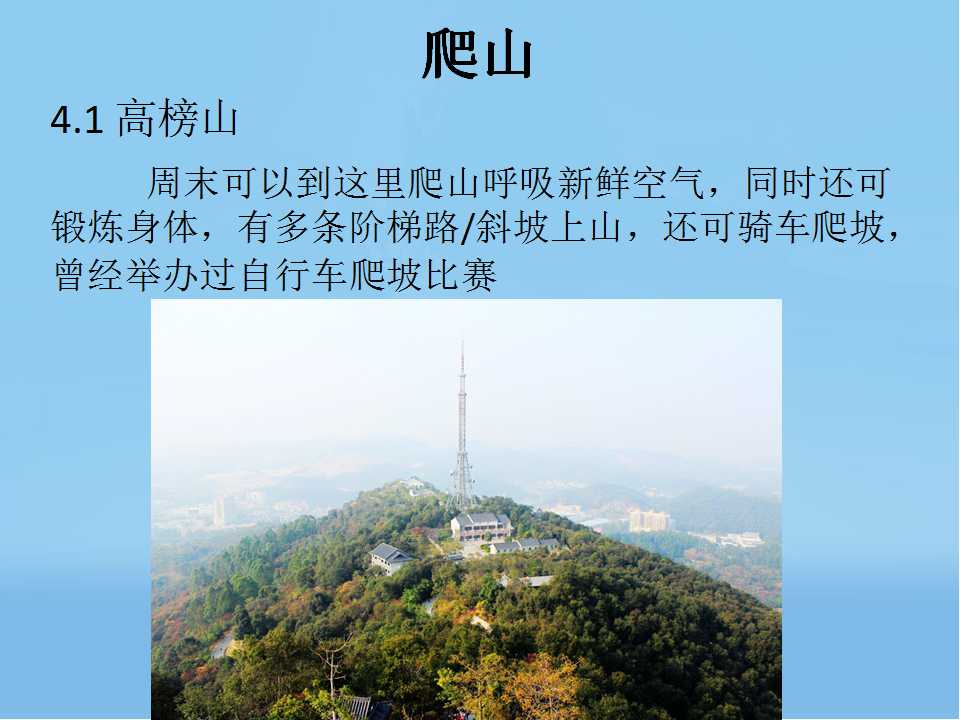 爬山
4.1 高榜山
周末可以到这里爬山呼吸新鲜空气，同时还可
锻炼身体，有多条阶梯路/斜坡上山，还可骑车爬坡，
曾经举办过自行车爬坡比赛